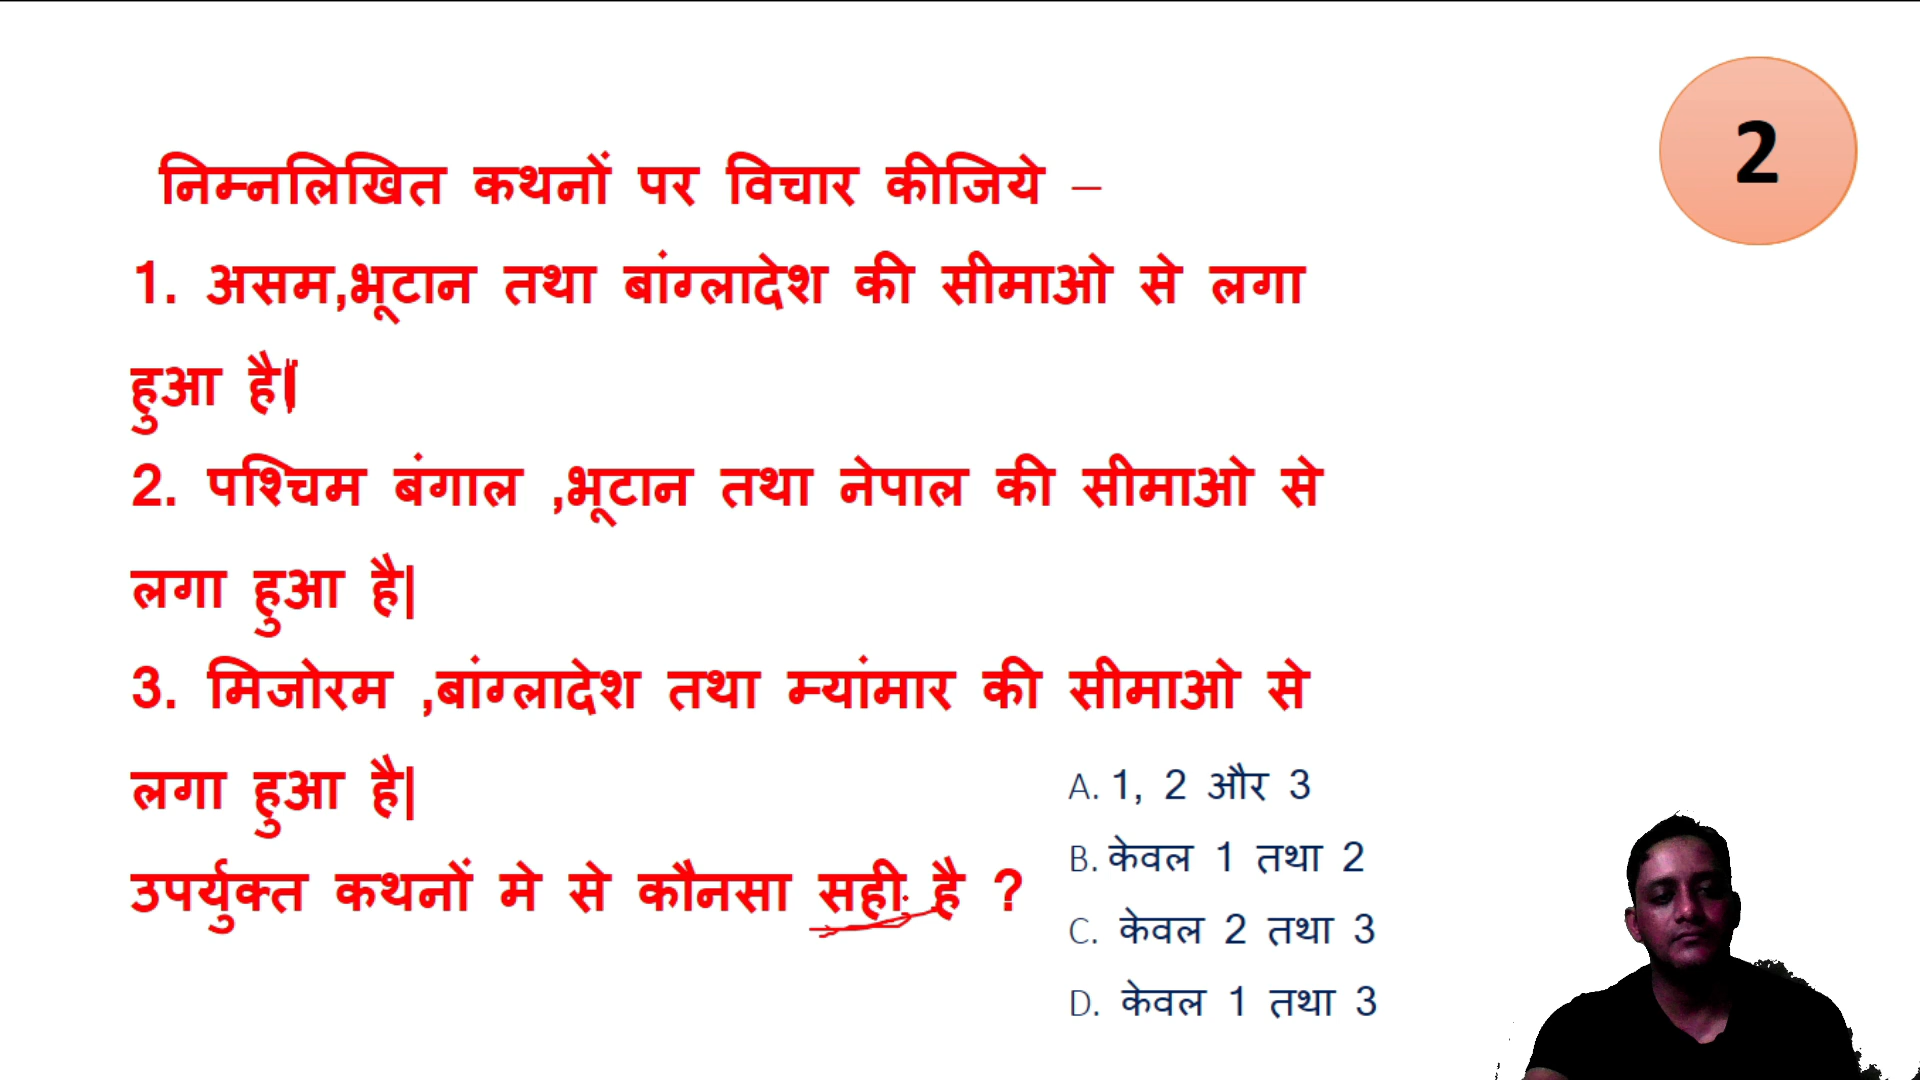 2
निम्नलिखित कथनों पर विचार कीजिये –
1. असम,भूटान तथा बांग्लादेश की सीमाओ से लगा
हुआ है|
2. पश्चिम बंगाल ,भूटान तथा नेपाल की सीमाओ से
लगा हुआ है|
3. मिजोरम ,बांग्लादेश तथा म्यांमार की सीमाओ से
लगा हुआ है|
उपर्युक्त कथनों मे से कौनसा सही है ?
A. 1, 2 और 3
B. केवल 1 तथा 2
C. केवल 2 तथा 3
D. केवल 1 तथा 3